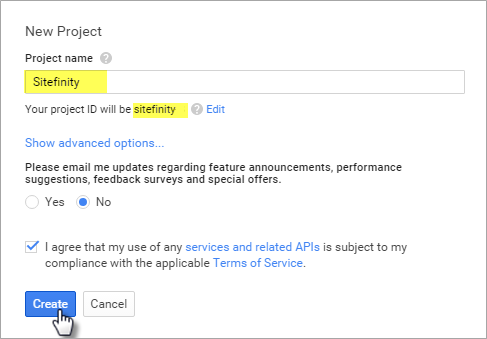 New Project
Project name ?
Sitefinity
Your project ID will be sitefinity ? Edit
Show advanced options...
Please email me updates regarding feature announcements, performance
suggestions, feedback surveys and special offers.
Yes No
I agree that my use of any services and related APIs is subject to my
compliance with the applicable Terms of Service.
Create Cancel